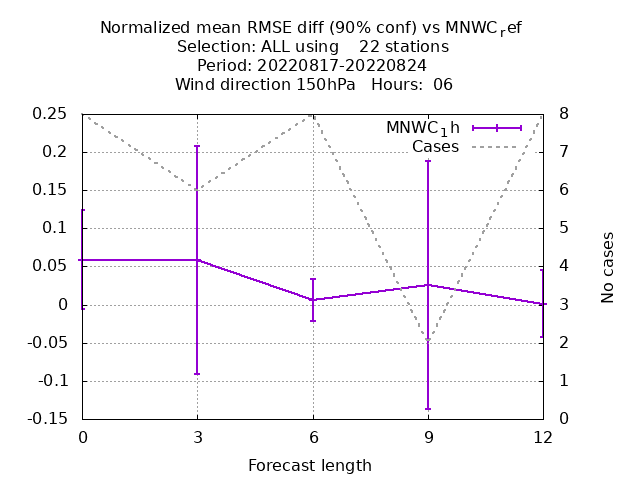 Normalized mean RMSE diff (90% conf) vs MNWC_ref
Selection: ALL using    22 stations
Period: 20220817-20220824
Wind direction 150hPa   Hours:  06
MNWC_1h
Cases
0.25
0.2
0.15
0.1
0.05
0
-0.05
-0.1
-0.15
8
7
6
5
4
3
2
1
0
No cases
0 3 6 9 12
Forecast length